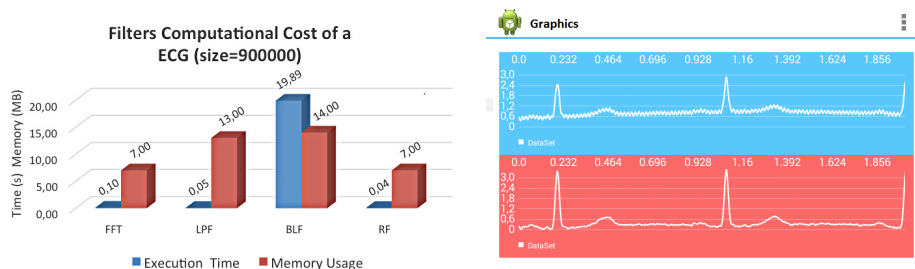 Filters Computational Cost of a
ECG (size=900000)
Time (s) Memory (MB)
20,00
15,00
10,00
5,00
0,00
0,10
7,00
0,05
13,00
19,89
14,00
0,04
7,00
FFT LPF BLF RF
Execution Time Memory Usage
Graphics
0.0 0.232 0.464 0.696 0.928 1.16 1.392 1.624 1.856
3,0
2,4
1,8
1,2
0,6
0
DataSet
0.0 0.232 0.464 0.696 0.928 1.16 1.392 1.624 1.856
3,0
2,4
1,8
1,2
0,6
0
DataSet